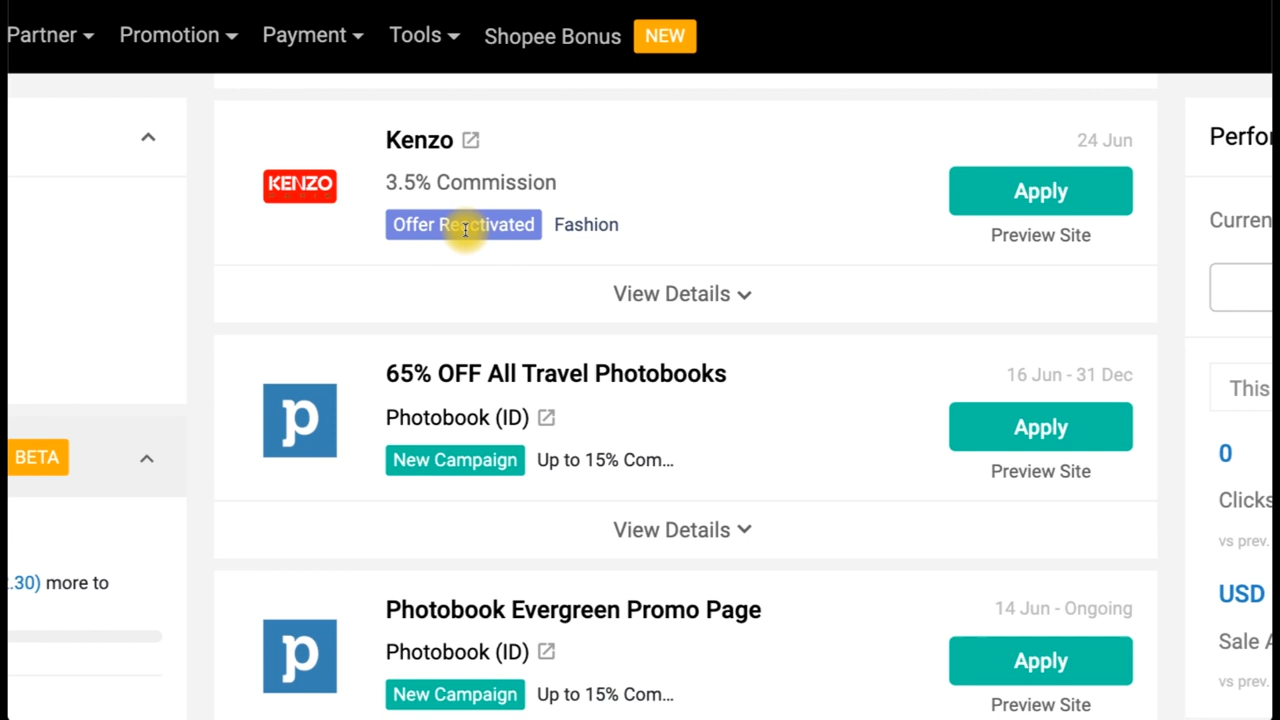 Partner Promotion Payment Tools Shopee Bonus NEW
Kenzo
24 Jun
KENZO
3.5% Commission
Apply
Offer Reactivated Fashion
Preview Site
View Details
65% OFF All Travel Photobooks
16 Jun - 31 Dec
p
Photobook (ID)
Apply
New Campaign Up to 15% Com...
Preview Site
View Details
Photobook Evergreen Promo Page
14 Jun - Ongoing
p
Photobook (ID)
Apply
New Campaign Up to 15% Com...
Preview Site
BETA
.30) more to
Perfor
Curren
This
0
Clicks
vs prev.
USD
Sale A
vs prev.